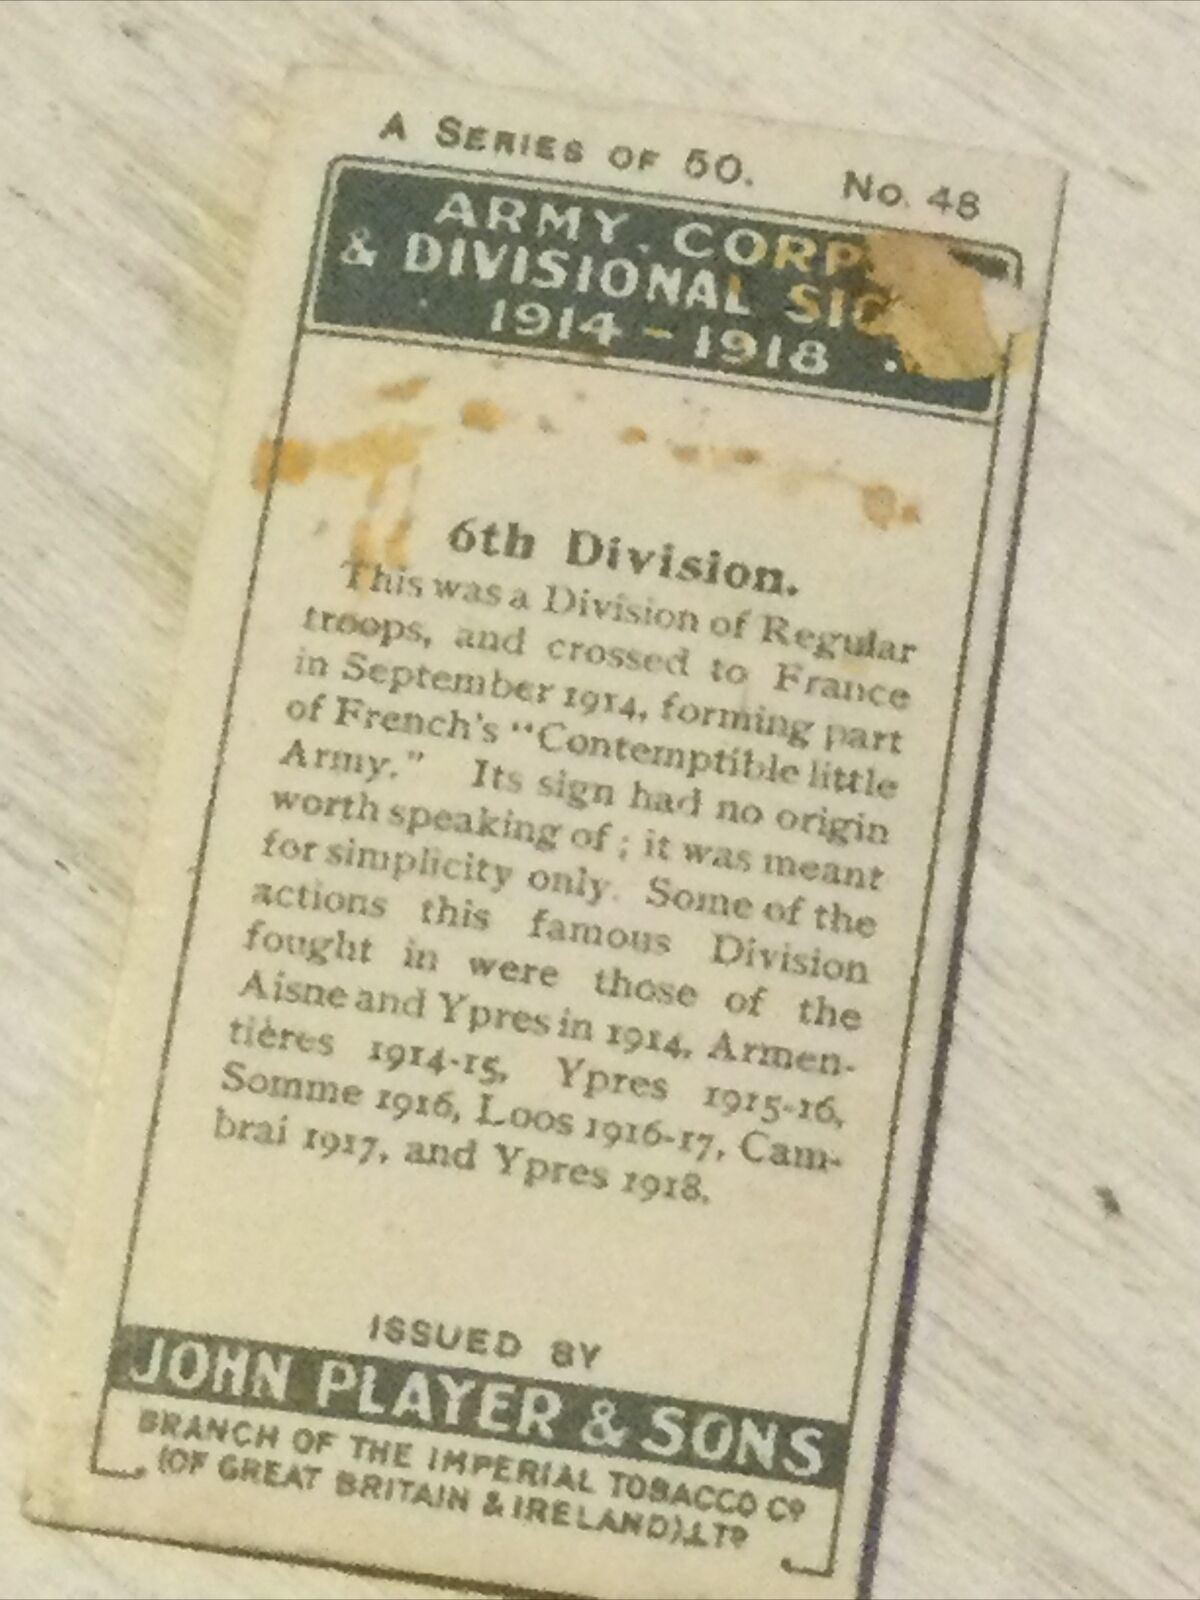 A SERIES OF 50. No. 48
ARMY CORP
& DIVISIONAL SIG
1914 - 1918
6th Division.
This was a Division of Regular
troops, and crossed to France
in September 1914, forming part
of French's "Contemptible little
Army." Its sign had no origin
worth speaking of; it was meant
for simplicity only. Some of the
actions this famous Division
fought in were those of the
Aisne and Ypres in 1914, Armen-
tières 1914-15, Ypres 1915-16,
Somme 1916, Loos 1916-17, Cam-
brai 1917, and Ypres 1918.
ISSUED BY
JOHN PLAYER & SONS
BRANCH OF THE IMPERIAL TOBACCO CO
(OF GREAT BRITAIN & IRELAND), LTD